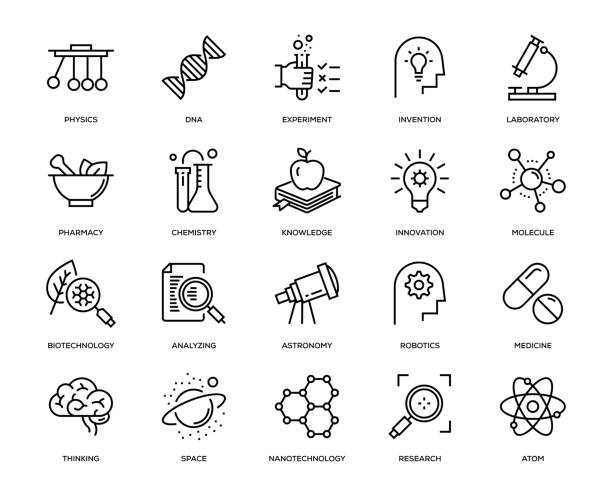 PHYSICS
DNA
EXPERIMENT
INVENTION
LABORATORY
PHARMACY
CHEMISTRY
KNOWLEDGE
INNOVATION
MOLECULE
BIOTECHNOLOGY
ANALYZING
ASTRONOMY
ROBOTICS
MEDICINE
THINKING
SPACE
NANOTECHNOLOGY
RESEARCH
ATOM